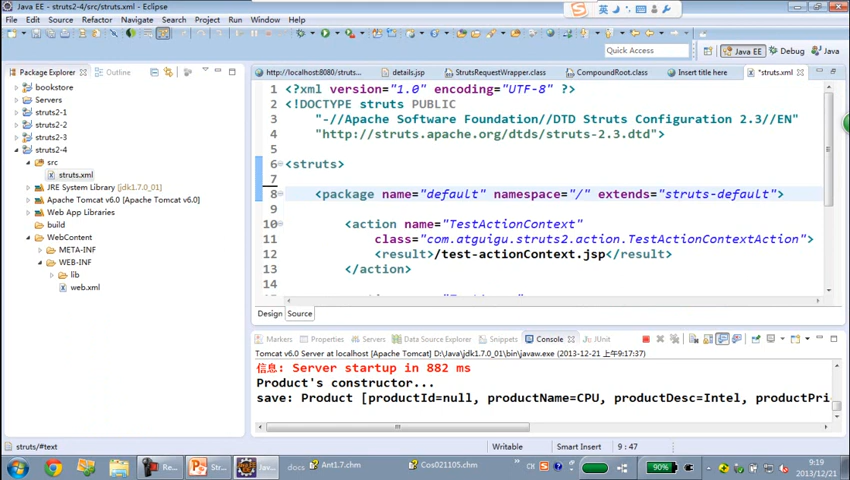 Java EE - struts2-4/src/struts.xml - Eclipse
File Edit Source Refactor Navigate Search Project Run Window Help
Quick Access
Java EE Debug Java
Package Explorer Outline
bookstore
Servers
struts2-1
struts2-2
struts2-3
struts2-4
src
struts.xml
JRE System Library [jdk1.7.0_01]
Apache Tomcat v6.0 [Apache Tomcat v6.0]
Web App Libraries
build
WebContent
META-INF
WEB-INF
lib
web.xml
http://localhost:8080/struts... details.jsp StrutsRequestWrapper.class CompoundRoot.class Insert title here *struts.xml
1 <?xml version="1.0" encoding="UTF-8" ?>
2 <!DOCTYPE struts PUBLIC
3 "-//Apache Software Foundation//DTD Struts Configuration 2.3//EN"
4 "http://struts.apache.org/dtds/struts-2.3.dtd">
5
6 <struts>
7
8 <package name="default" namespace="/" extends="struts-default">
9
10 <action name="TestActionContext"
11 class="com.atguigu.struts2.action.TestActionContextAction">
12 <result>/test-actionContext.jsp</result>
13 </action>
14
Design Source
Markers Properties Servers Data Source Explorer Snippets Console JUnit
Tomcat v6.0 Server at localhost [Apache Tomcat] D:\Java\jdk1.7.0_01\bin\javaw.exe (2013-12-21 上午9:17:37)
信息: Server startup in 882 ms
Product's constructor...
save: Product [productId=null, productName=CPU, productDesc=Intel, productPri
struts/#text Writable Smart Insert 9 : 47
Re... Str... Jav... docs Ant1.7.chm Cos021105.chm CH 90% 9:19
2013/12/21